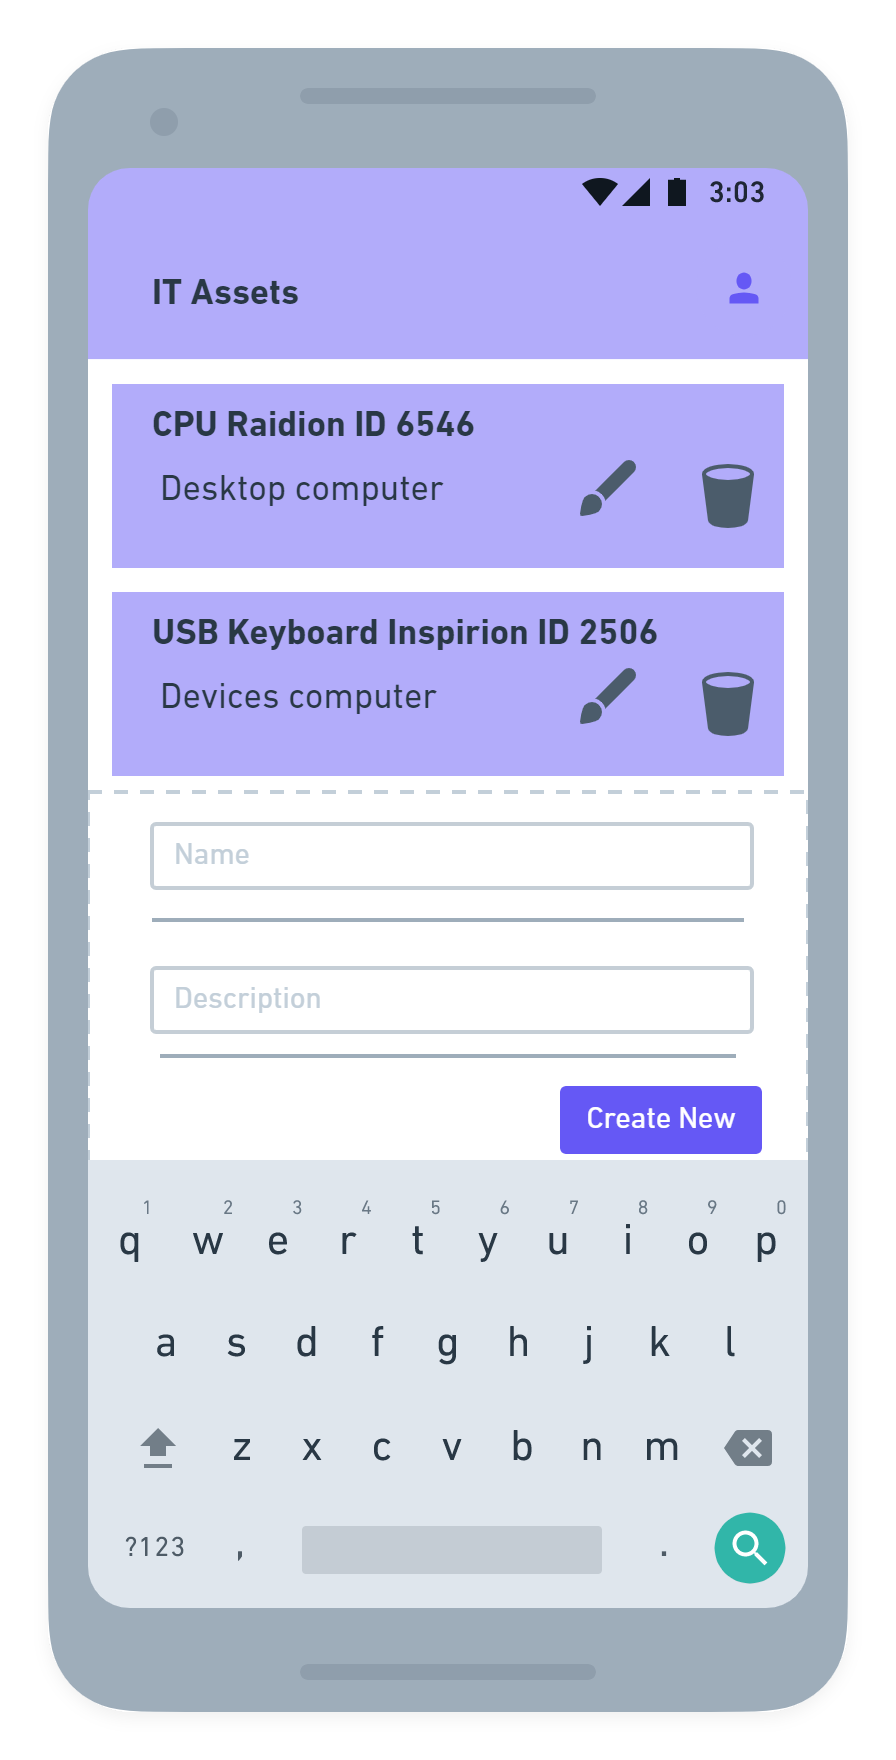 3:03
IT Assets
CPU Raidion ID 6546
Desktop computer
USB Keyboard Inspirion ID 2506
Devices computer
Name
Description
Create New
1 2 3 4 5 6 7 8 9 0
q w e r t y u i o p
a s d f g h j k l
z x c v b n m
?123 , .